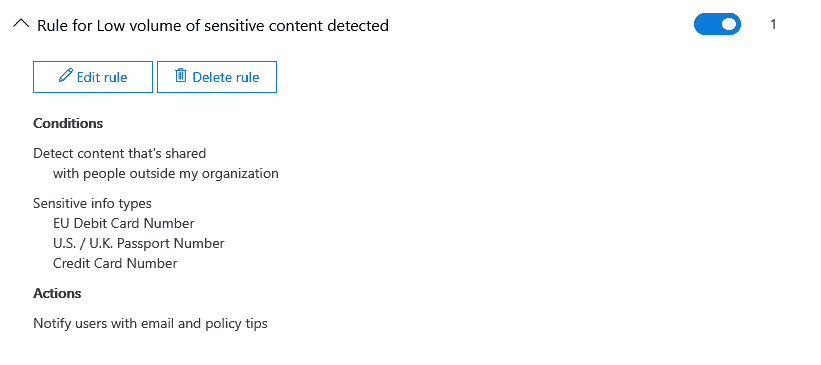 Rule for Low volume of sensitive content detected
1
Edit rule
Delete rule
Conditions
Detect content that's shared
with people outside my organization
Sensitive info types
EU Debit Card Number
U.S. / U.K. Passport Number
Credit Card Number
Actions
Notify users with email and policy tips